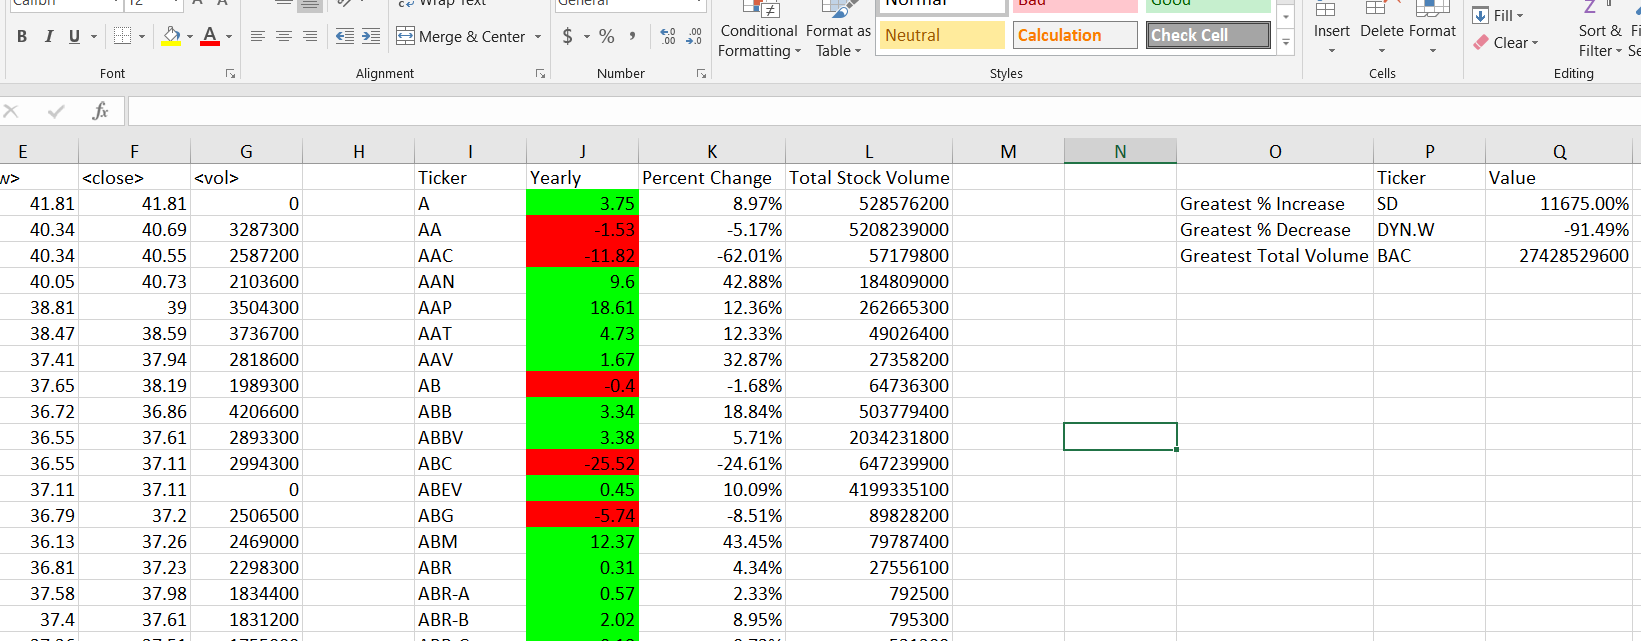 Calibri 12 A A Wrap Text General Normal Bad Good
B I U A Merge & Center $ % , Conditional Formatting Format as Table Neutral Calculation Check Cell Insert Delete Format Fill Clear Sort & Filter
Font Alignment Number Styles Cells Editing
fx
E F G H I J K L M N O P Q
w> <close> <vol> Ticker Yearly Percent Change Total Stock Volume Ticker Value
41.81 41.81 0 A 3.75 8.97% 528576200 Greatest % Increase SD 11675.00%
40.34 40.69 3287300 AA -1.53 -5.17% 5208239000 Greatest % Decrease DYN.W -91.49%
40.34 40.55 2587200 AAC -11.82 -62.01% 57179800 Greatest Total Volume BAC 27428529600
40.05 40.73 2103600 AAN 9.6 42.88% 184809000
38.81 39 3504300 AAP 18.61 12.36% 262665300
38.47 38.59 3736700 AAT 4.73 12.33% 49026400
37.41 37.94 2818600 AAV 1.67 32.87% 27358200
37.65 38.19 1989300 AB -0.4 -1.68% 64736300
36.72 36.86 4206600 ABB 3.34 18.84% 503779400
36.55 37.61 2893300 ABBV 3.38 5.71% 2034231800
36.55 37.11 2994300 ABC -25.52 -24.61% 647239900
37.11 37.11 0 ABEV 0.45 10.09% 4199335100
36.79 37.2 2506500 ABG -5.74 -8.51% 89828200
36.13 37.26 2469000 ABM 12.37 43.45% 79787400
36.81 37.23 2298300 ABR 0.31 4.34% 27556100
37.58 37.98 1834400 ABR-A 0.57 2.33% 792500
37.4 37.61 1831200 ABR-B 2.02 8.95% 795300